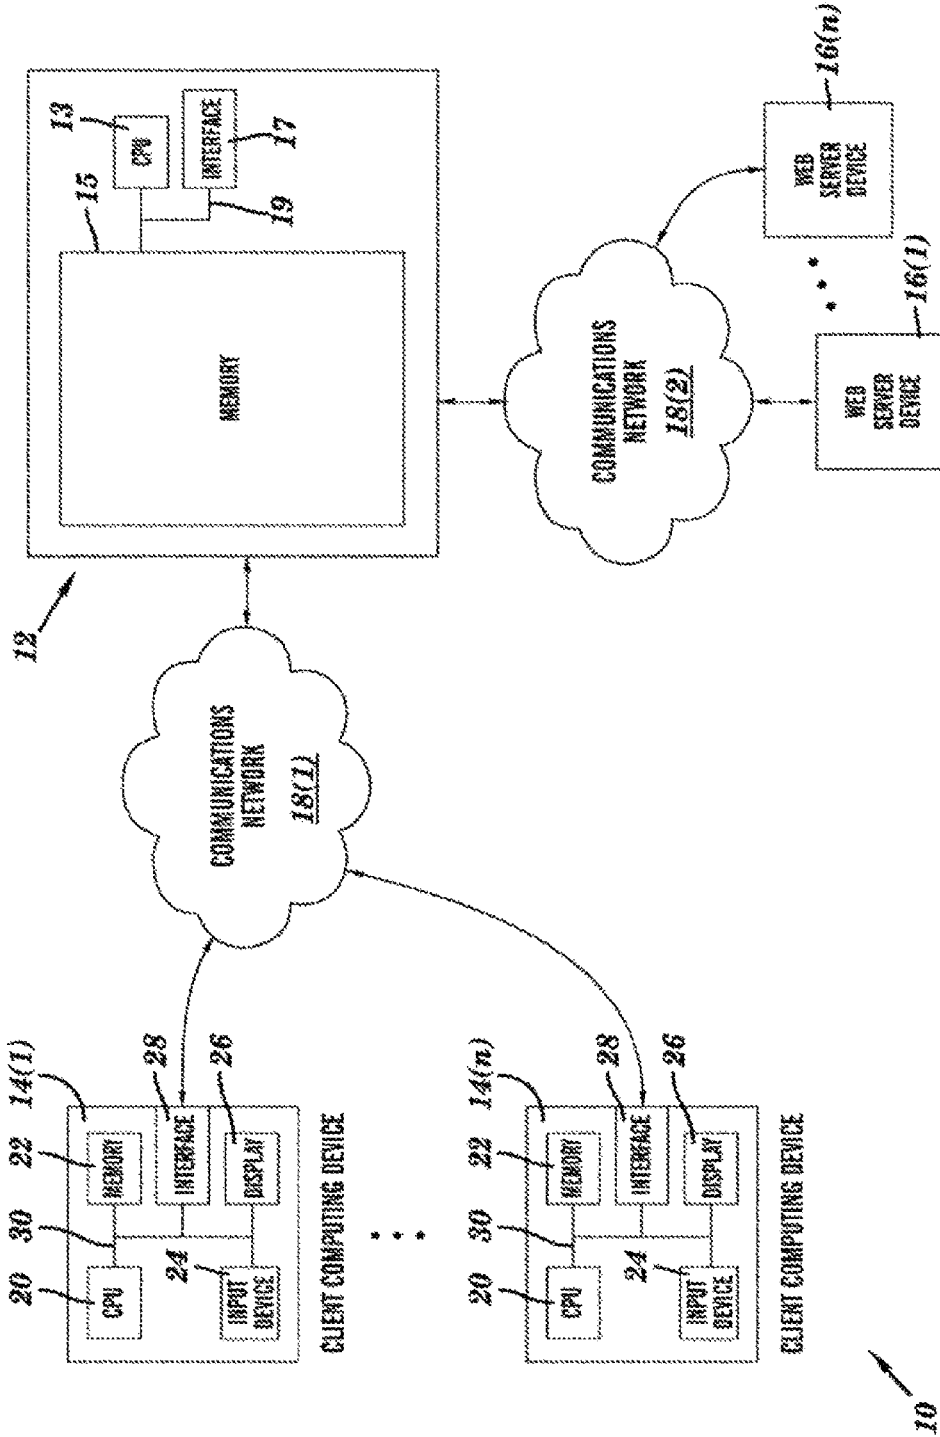 10
12
14(1)
20
30
22
CPU
MEMORY
28
INTERFACE
24
26
INPUT
DEVICE
DISPLAY
CLIENT COMPUTING DEVICE
14(n)
20
30
22
CPU
MEMORY
28
INTERFACE
24
26
INPUT
DEVICE
DISPLAY
CLIENT COMPUTING DEVICE
COMMUNICATIONS
NETWORK
18(1)
15
13
MEMORY
CPU
INTERFACE
17
19
COMMUNICATIONS
NETWORK
18(2)
16(n)
WEB
SERVER
DEVICE
16(1)
WEB
SERVER
DEVICE